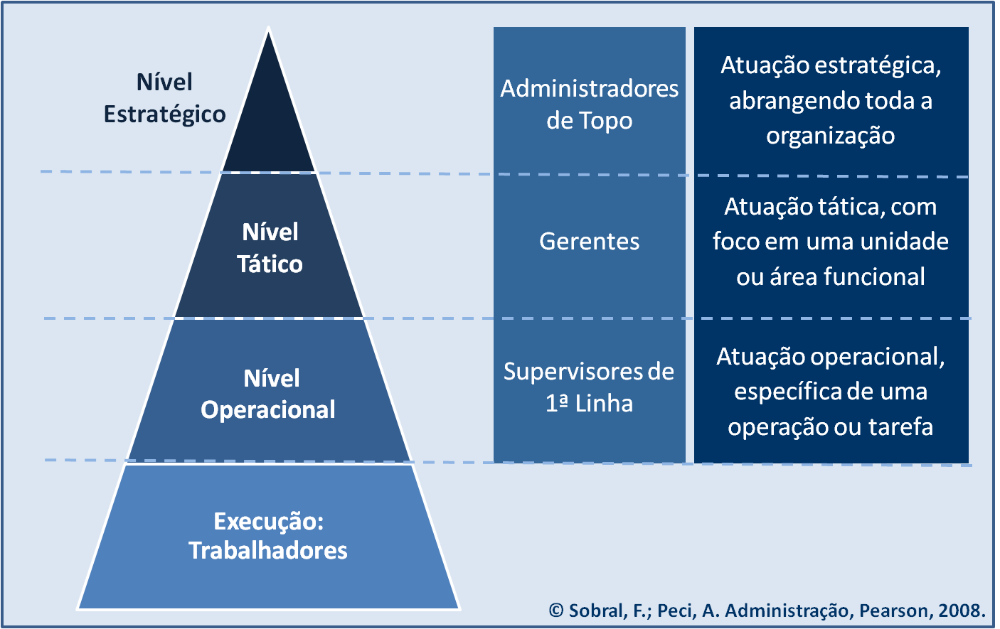 Nível
Estratégico
Administradores
de Topo
Atuação estratégica,
abrangendo toda a
organização
Nível
Tático
Gerentes
Atuação tática, com
foco em uma unidade
ou área funcional
Nível
Operacional
Supervisores de
1ª Linha
Atuação operacional,
específica de uma
operação ou tarefa
Execução:
Trabalhadores
© Sobral, F.; Peci, A. Administração, Pearson, 2008.